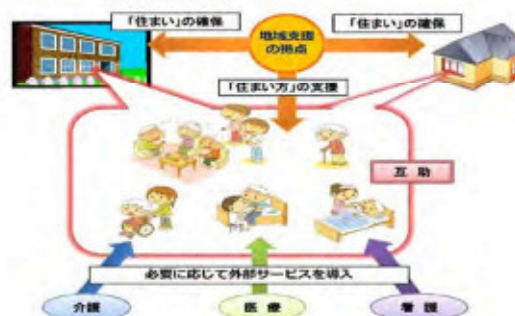 「住まい」の確保
地域支援
の拠点
「住まい」の確保
「住まい方」の支援
互助
必要に応じて外部サービスを導入
介護
医療
看護